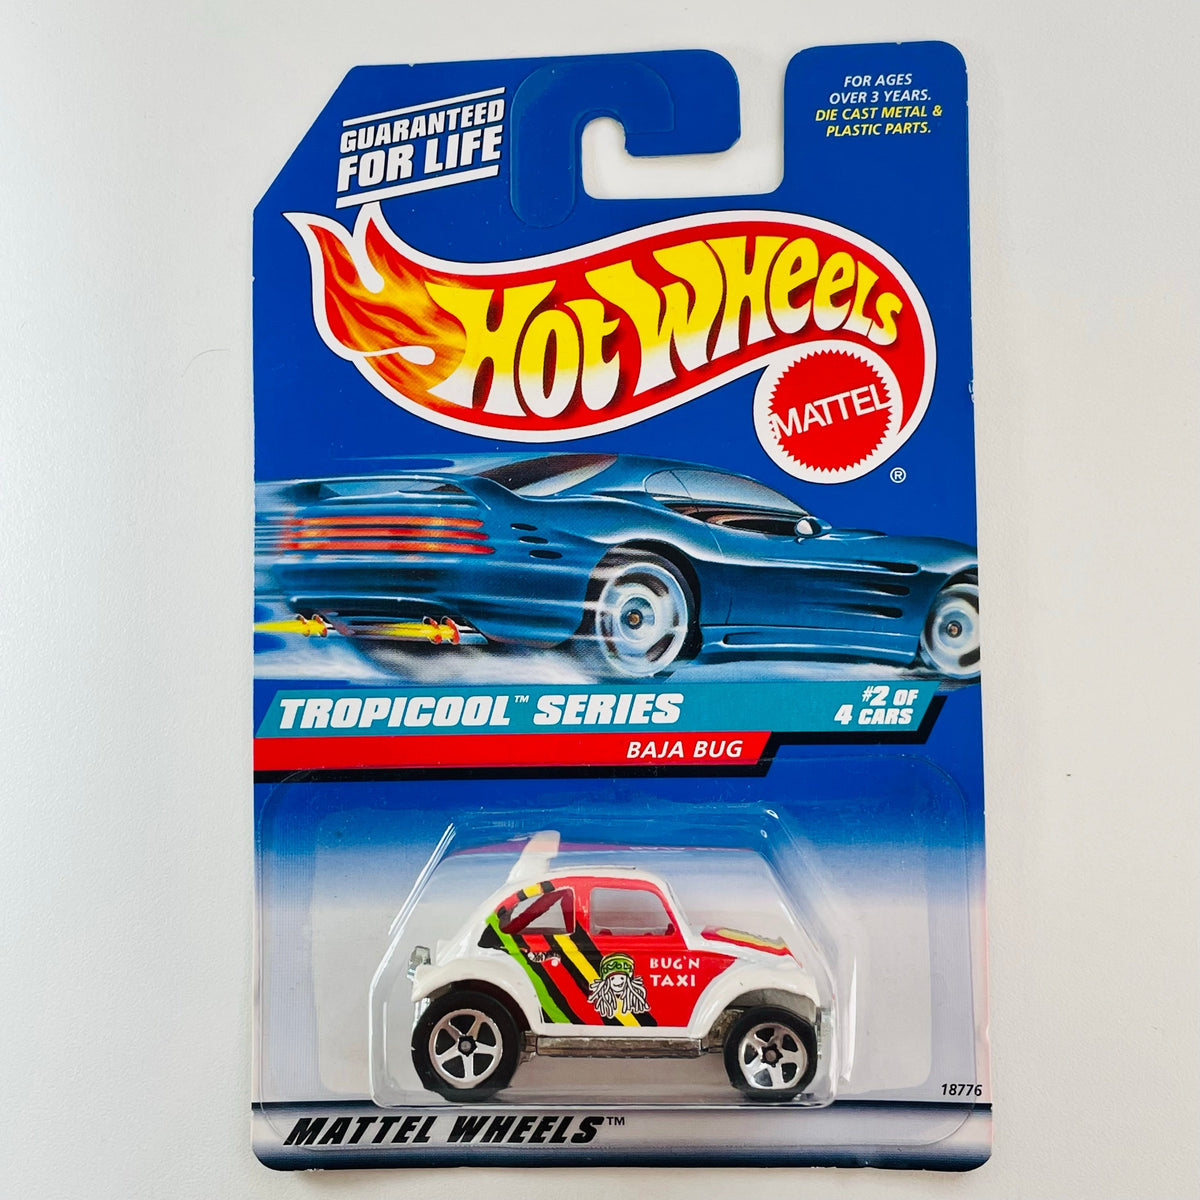 GUARANTEED
FOR LIFE
FOR AGES
OVER 3 YEARS.
DIE CAST METAL &
PLASTIC PARTS.
HOT WHEELS
MATTEL
®
TROPICOOL™ SERIES
#2 OF
4 CARS
BAJA BUG
BUG'N
TAXI
18776
MATTEL WHEELS™